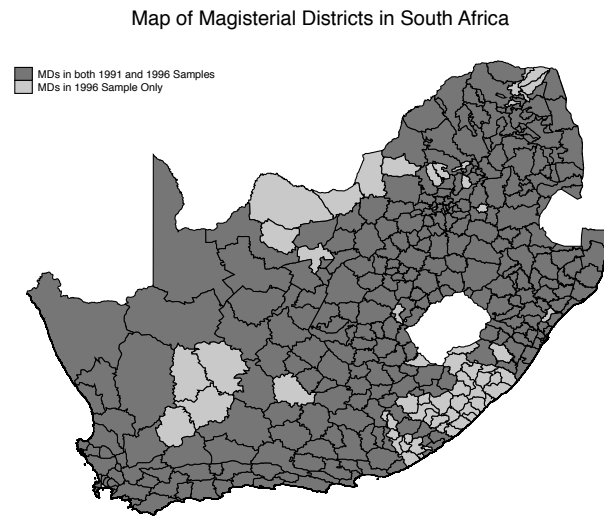 Map of Magisterial Districts in South Africa
MDs in both 1991 and 1996 Samples
MDs in 1996 Sample Only